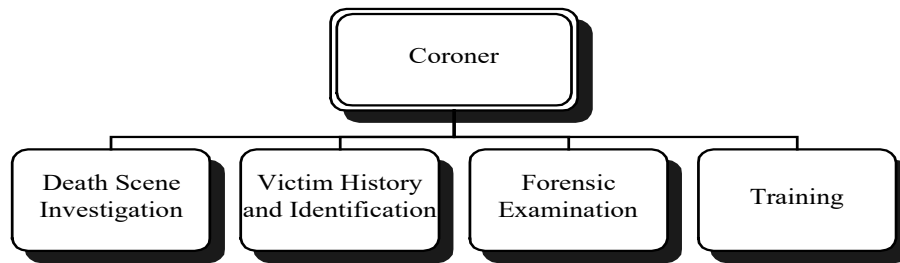 Coroner
Death Scene
Investigation
Victim History
and Identification
Forensic
Examination
Training